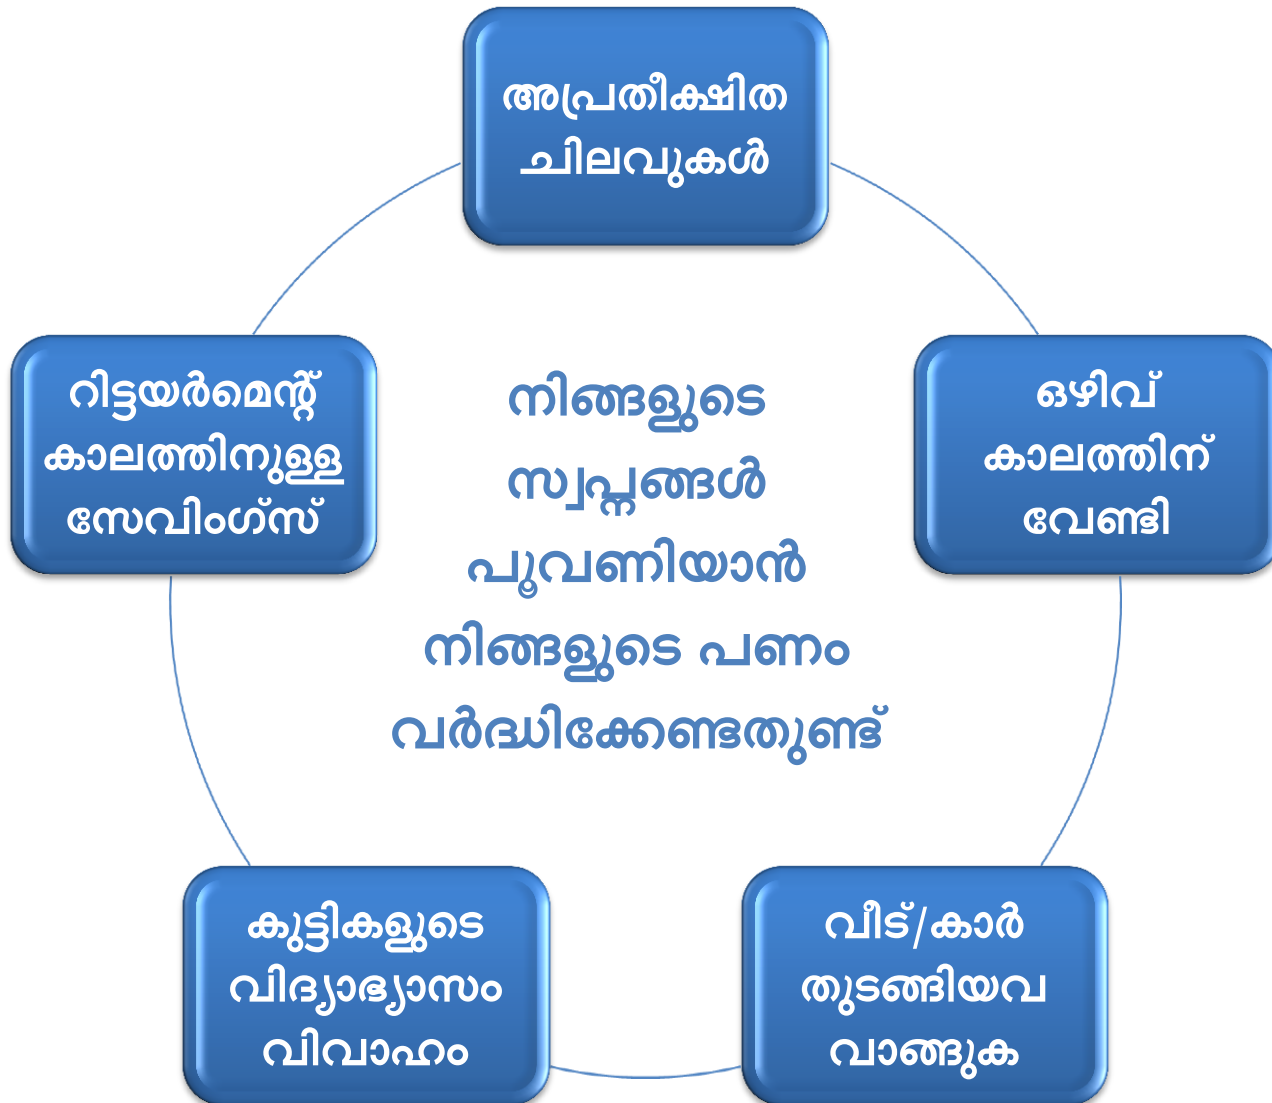 അപ്രതീക്ഷിത
ചിലവുകൾ
ഒഴിവ്
കാലത്തിന്
വേണ്ടി
വീട്/കാർ
തുടങ്ങിയവ
വാങ്ങുക
കുട്ടികളുടെ
വിദ്യാഭ്യാസം
വിവാഹം
റിട്ടയർമെന്റ്
കാലത്തിനുള്ള
സേവിംഗ്സ്
നിങ്ങളുടെ
സ്വപ്നങ്ങൾ
പൂവണിയാൻ
നിങ്ങളുടെ പണം
വർദ്ധിക്കേണ്ടതുണ്ട്